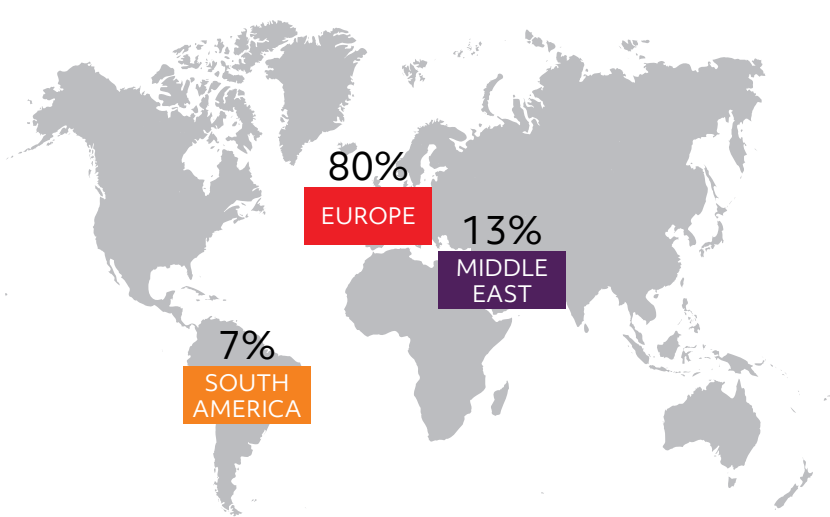 80%
EUROPE
13%
MIDDLE
EAST
7%
SOUTH
AMERICA